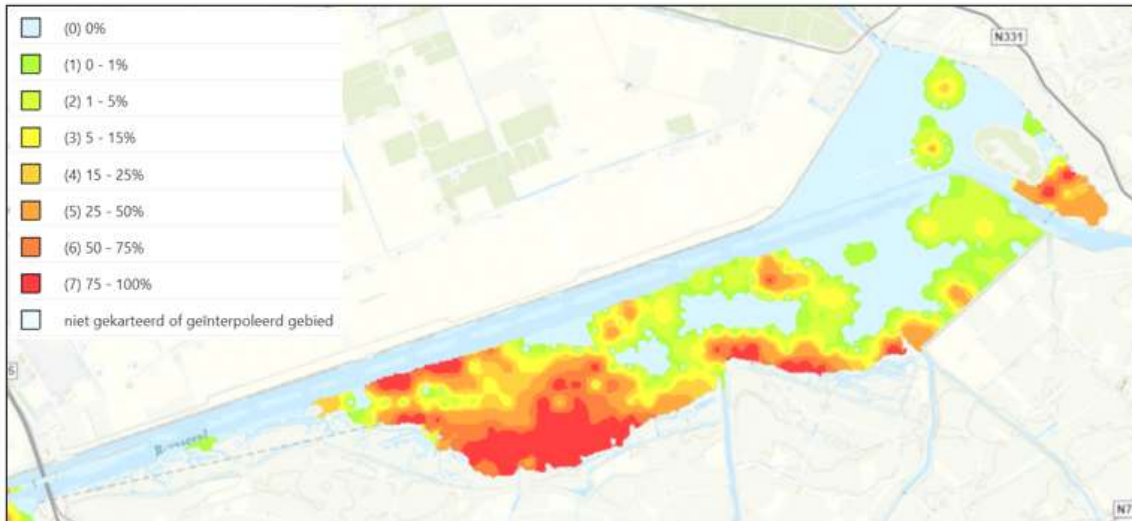 (0) 0%
(1) 0 - 1%
(2) 1 - 5%
(3) 5 - 15%
(4) 15 - 25%
(5) 25 - 50%
(6) 50 - 75%
(7) 75 - 100%
niet gekarteerd of geïnterpoleerd gebied
N331
N7